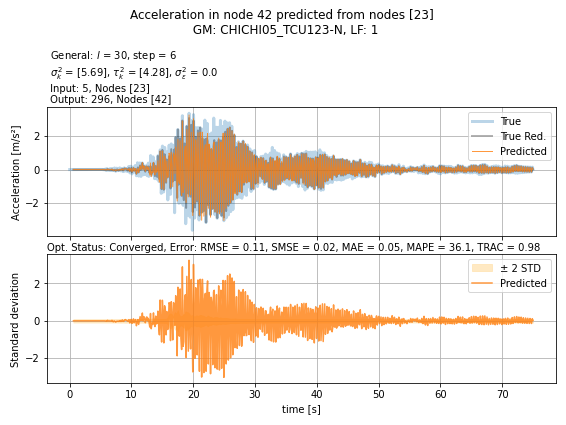 Acceleration in node 42 predicted from nodes [23]
GM: CHICHI05_TCU123-N, LF: 1
General: l = 30, step = 6
σ²ₖ = [5.69], τ²ₖ = [4.28], σ²ε = 0.0
Input: 5, Nodes [23]
Output: 296, Nodes [42]
Acceleration [m/s²]
2
0
−2
True
True Red.
Predicted
Opt. Status: Converged, Error: RMSE = 0.11, SMSE = 0.02, MAE = 0.05, MAPE = 36.1, TRAC = 0.98
Standard deviation
2
0
−2
± 2 STD
Predicted
0 10 20 30 40 50 60 70
time [s]